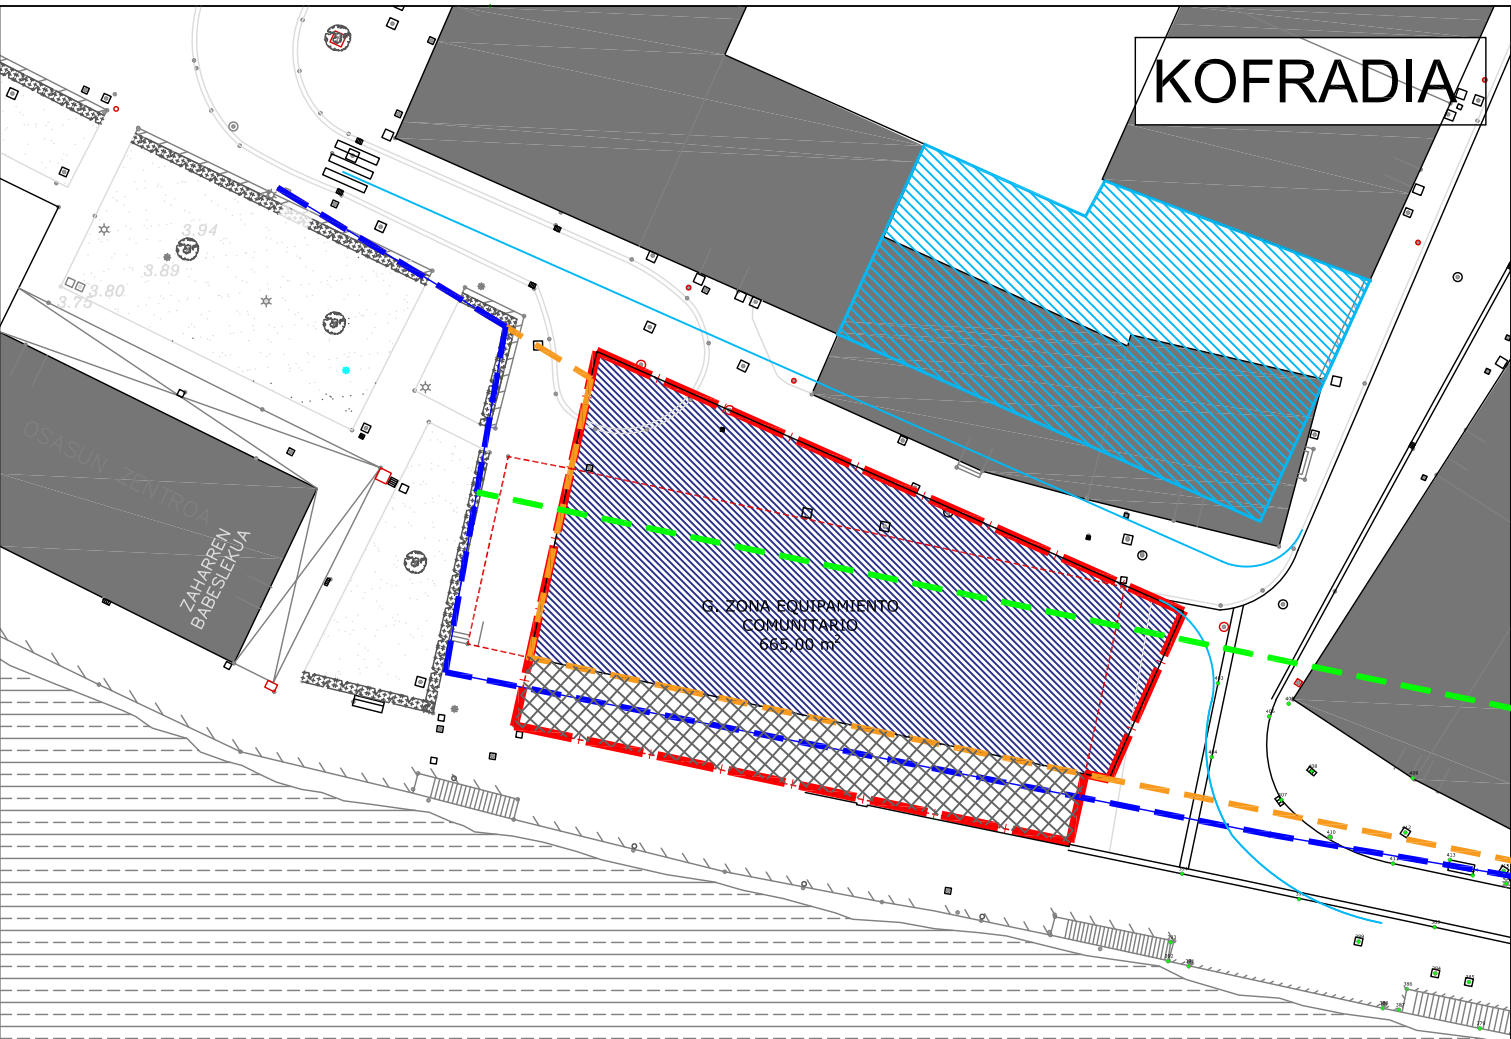 KOFRADIA
3.94
3.89
3.80
3.75
OSASUN ZENTROA
ZAHARREN
BABESLEKUA
G. ZONA EQUIPAMIENTO
COMUNITARIO
665,00 m²